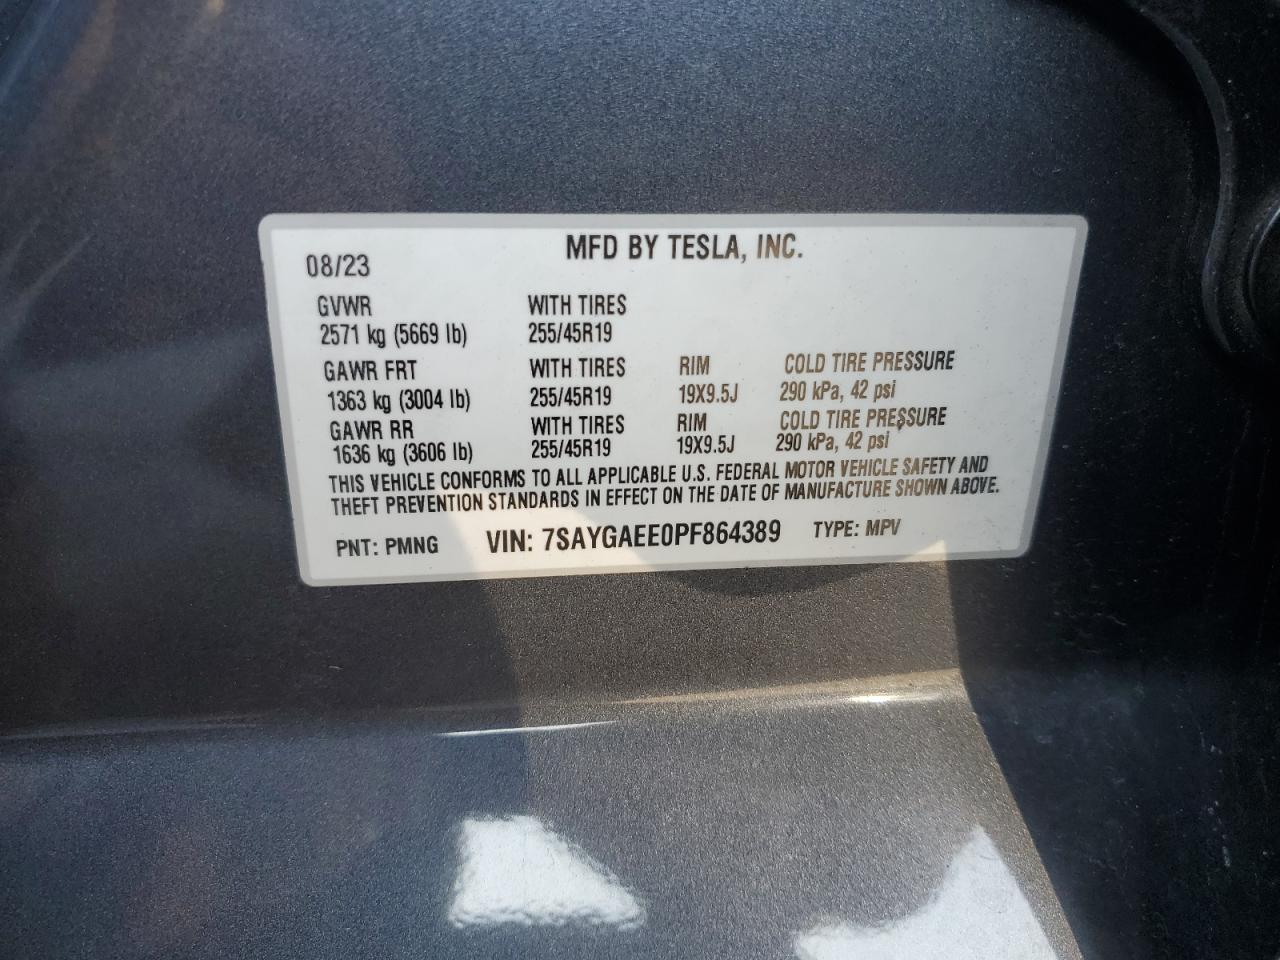 MFD BY TESLA, INC.
08/23
GVWR WITH TIRES
2571 kg (5669 lb) 255/45R19
GAWR FRT WITH TIRES RIM COLD TIRE PRESSURE
1363 kg (3004 lb) 255/45R19 19X9.5J 290 kPa, 42 psi
GAWR RR WITH TIRES RIM COLD TIRE PRESSURE
1636 kg (3606 lb) 255/45R19 19X9.5J 290 kPa, 42 psi
THIS VEHICLE CONFORMS TO ALL APPLICABLE U.S. FEDERAL MOTOR VEHICLE SAFETY AND
THEFT PREVENTION STANDARDS IN EFFECT ON THE DATE OF MANUFACTURE SHOWN ABOVE.
PNT: PMNG VIN: 7SAYGAEE0PF864389 TYPE: MPV